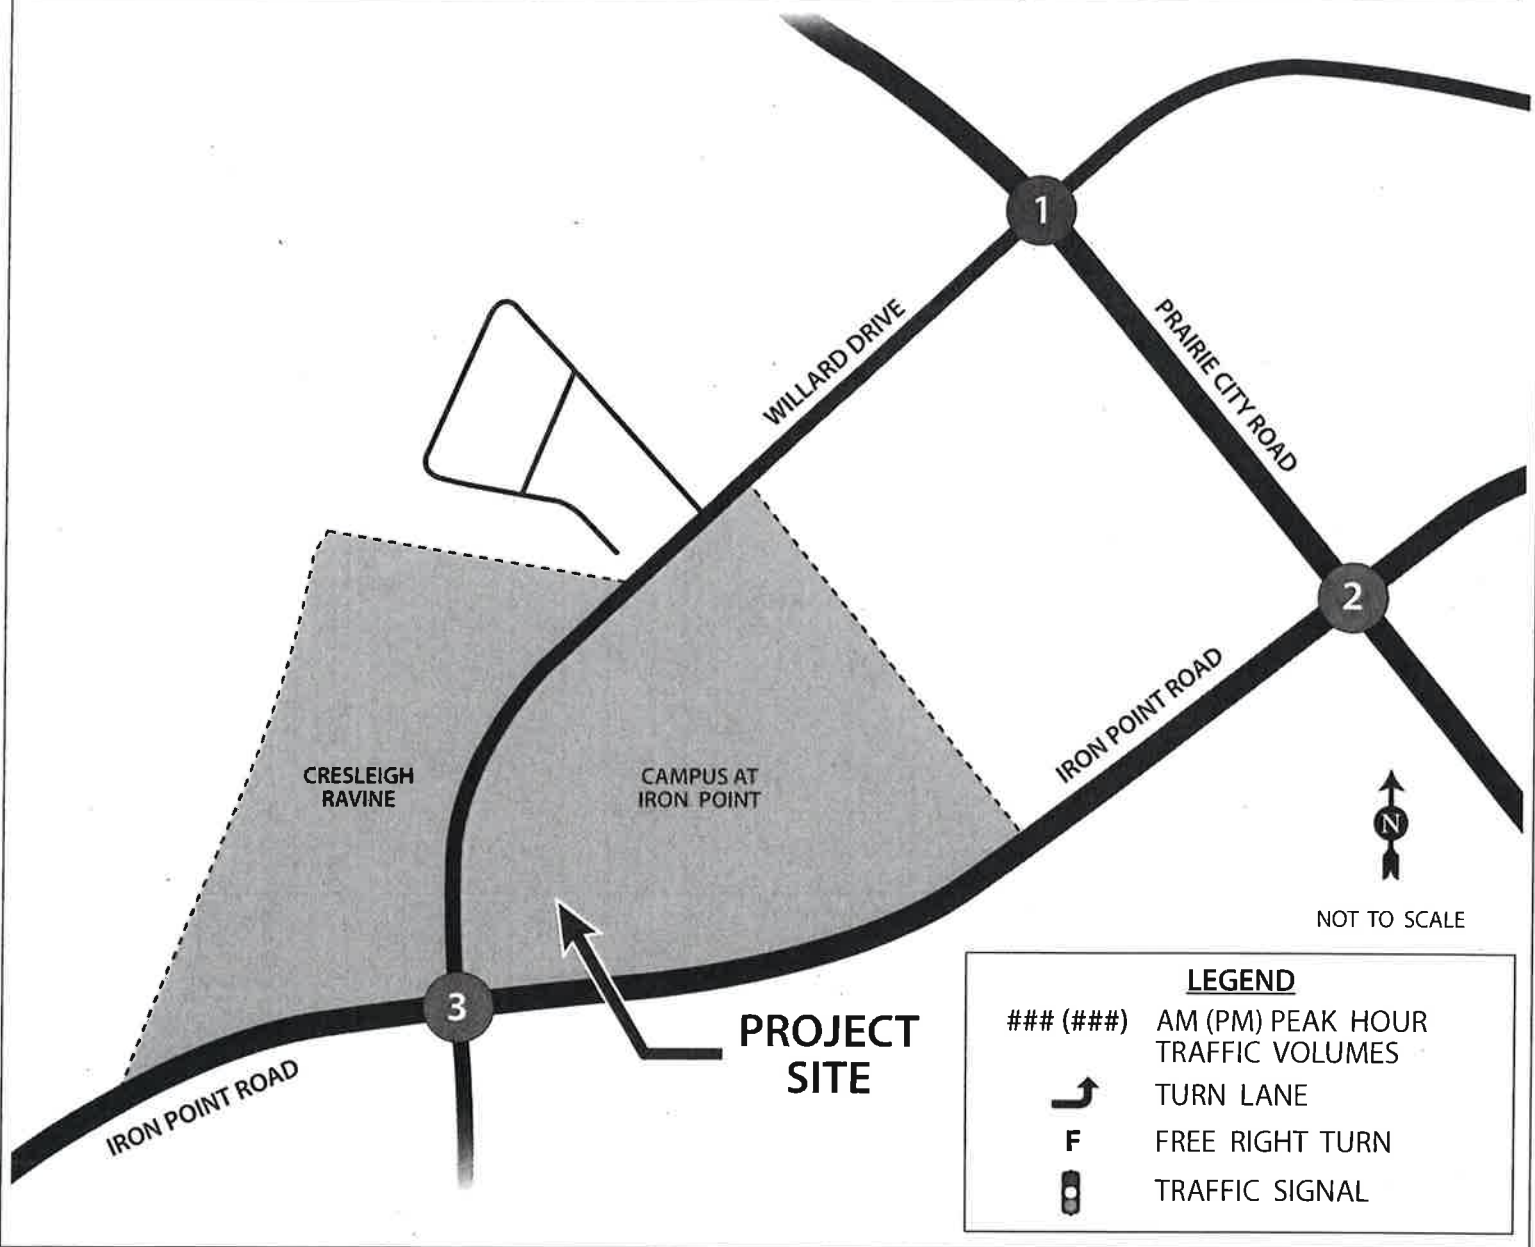 1
WILLARD DRIVE
PRAIRIE CITY ROAD
2
IRON POINT ROAD
CRESLEIGH
RAVINE
CAMPUS AT
IRON POINT
N
NOT TO SCALE
3
PROJECT
SITE
IRON POINT ROAD
LEGEND
### (###) AM (PM) PEAK HOUR
TRAFFIC VOLUMES
TURN LANE
F FREE RIGHT TURN
TRAFFIC SIGNAL